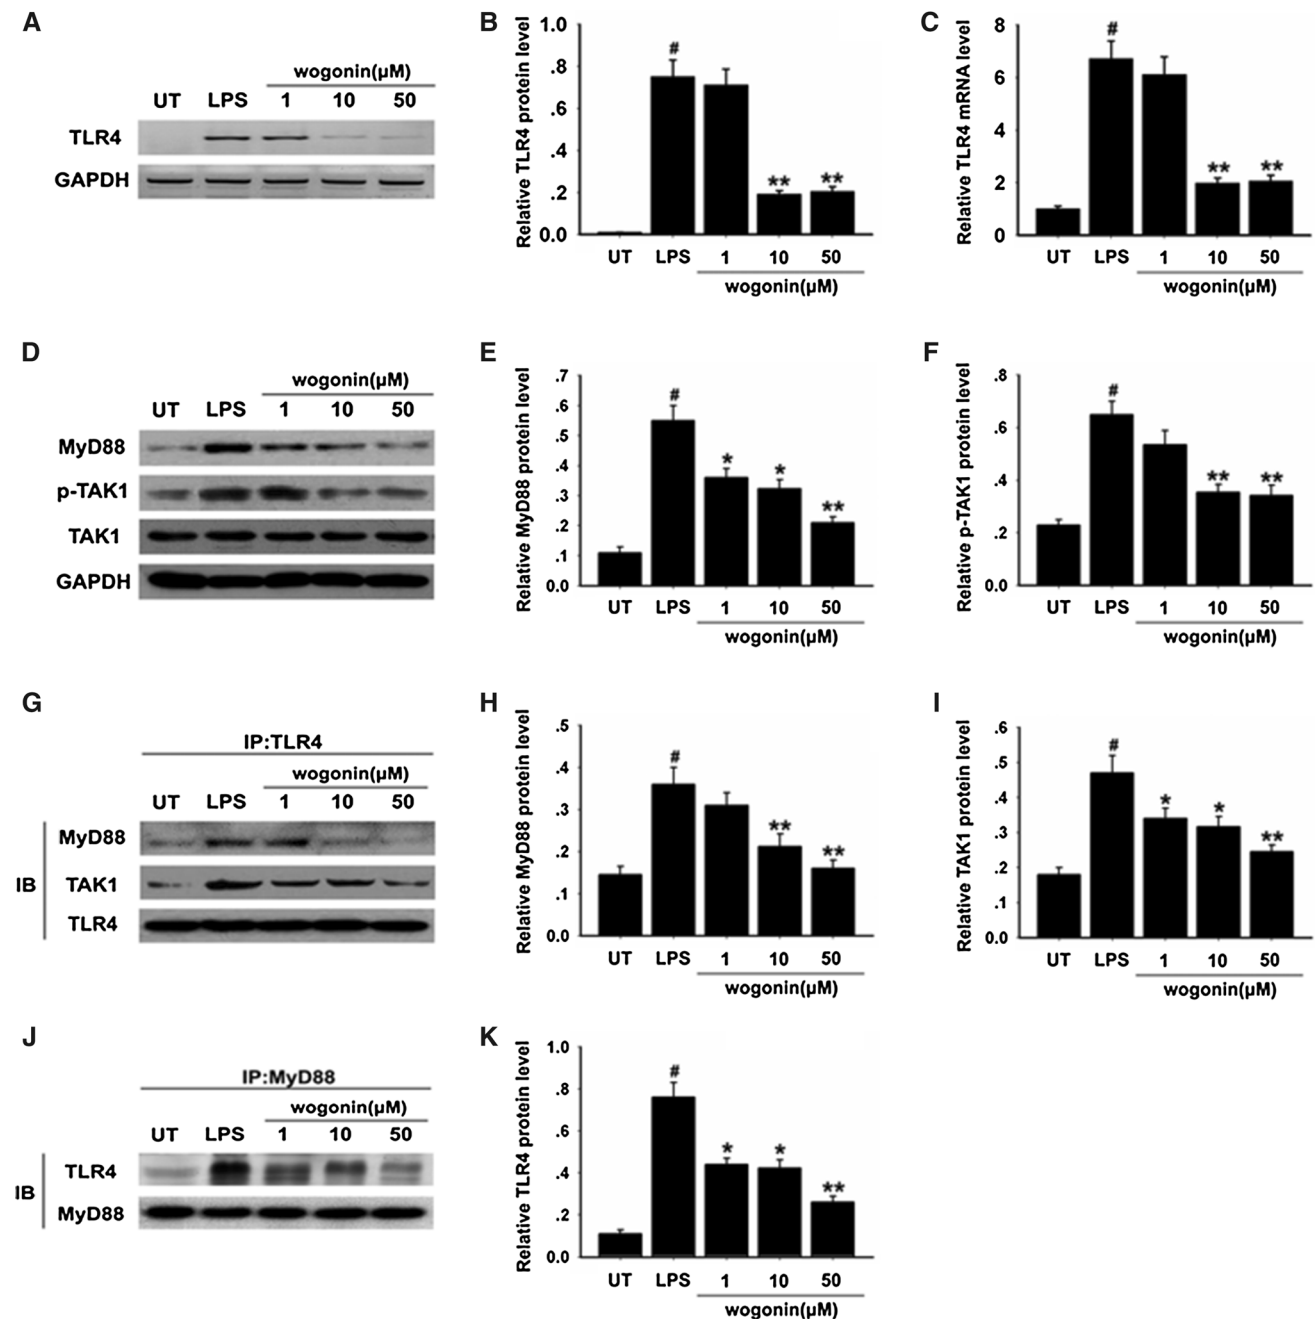 A
wogonin(µM)
UT LPS 1 10 50
TLR4
GAPDH
B
Relative TLR4 protein level
1.0
.8
.6
.4
.2
0.0
#
**
**
UT LPS 1 10 50
wogonin(µM)
C
Relative TLR4 mRNA level
8
6
4
2
0
#
**
**
UT LPS 1 10 50
wogonin(µM)
D
wogonin(µM)
UT LPS 1 10 50
MyD88
p-TAK1
TAK1
GAPDH
E
Relative MyD88 protein level
.7
.6
.5
.4
.3
.2
.1
0.0
#
*
*
**
UT LPS 1 10 50
wogonin(µM)
F
Relative p-TAK1 protein level
.8
.6
.4
.2
0.0
#
**
**
UT LPS 1 10 50
wogonin(µM)
G
IP:TLR4
wogonin(µM)
UT LPS 1 10 50
IB
MyD88
TAK1
TLR4
H
Relative MyD88 protein level
.5
.4
.3
.2
.1
0.0
#
**
**
UT LPS 1 10 50
wogonin(µM)
I
Relative TAK1 protein level
.6
.5
.4
.3
.2
.1
0.0
#
*
*
**
UT LPS 1 10 50
wogonin(µM)
J
IP:MyD88
wogonin(µM)
UT LPS 1 10 50
IB
TLR4
MyD88
K
Relative TLR4 protein level
1.0
.8
.6
.4
.2
0.0
#
*
*
**
UT LPS 1 10 50
wogonin(µM)